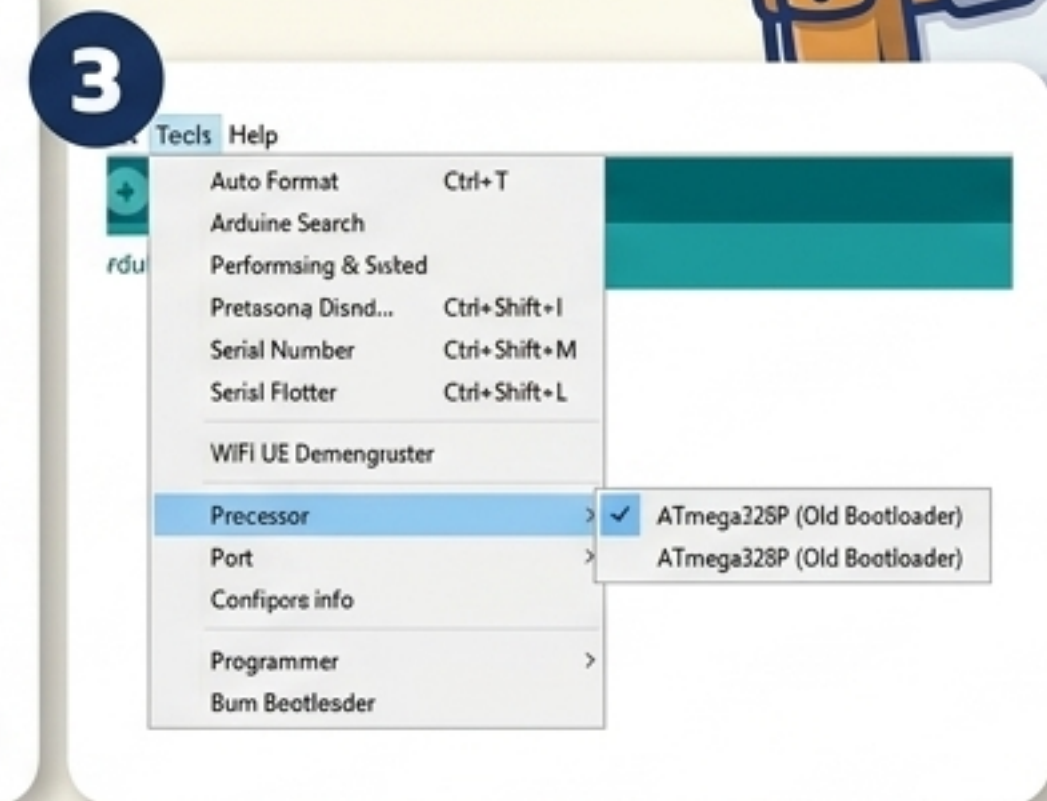 3
Tecls Help
Auto Format Ctrl+T
Arduine Search
Performsing & Sisted
Pretasona Disnd... Ctrl+Shift+I
Serial Number Ctrl+Shift+M
Serisl Flotter Ctrl+Shift+L
WIFI UE Demengruster
Precessor
ATmega328P (Old Bootloader)
Port
ATmega328P (Old Bootloader)
Confipors info
Programmer
Bum Beotlesder